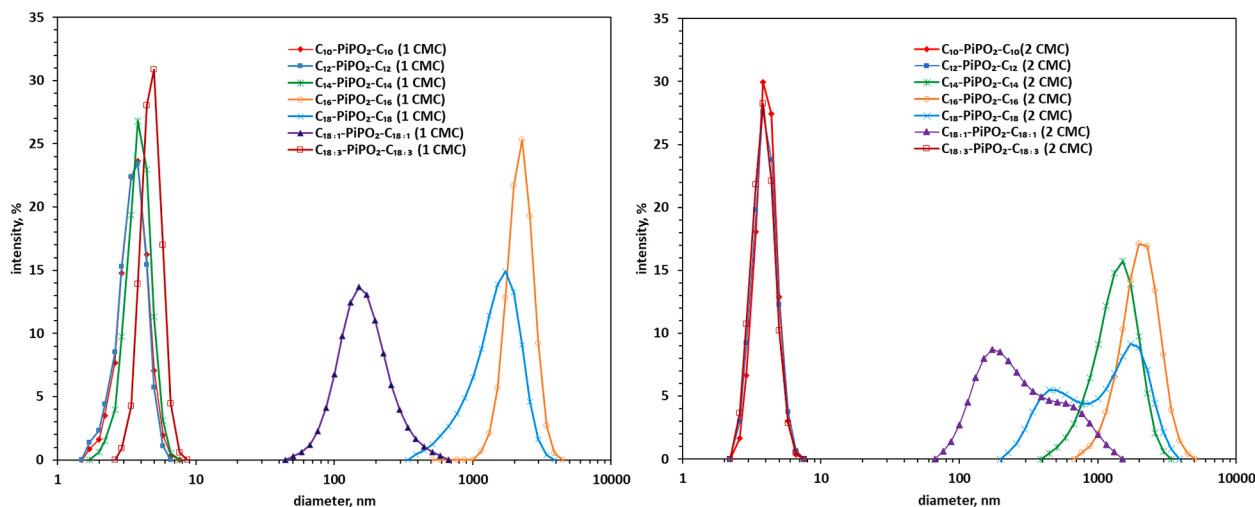 35
30
25
20
15
10
5
0
intensity, %
C₁₀-PiPO₂-C₁₀ (1 CMC)
C₁₂-PiPO₂-C₁₂ (1 CMC)
C₁₄-PiPO₂-C₁₄ (1 CMC)
C₁₆-PiPO₂-C₁₆ (1 CMC)
C₁₈-PiPO₂-C₁₈ (1 CMC)
C₁₈:₁-PiPO₂-C₁₈:₁ (1 CMC)
C₁₈:₃-PiPO₂-C₁₈:₃ (1 CMC)
1 10 100 1000 10000
diameter, nm
35
30
25
20
15
10
5
0
intensity, %
C₁₀-PiPO₂-C₁₀(2 CMC)
C₁₂-PiPO₂-C₁₂ (2 CMC)
C₁₄-PiPO₂-C₁₄ (2 CMC)
C₁₆-PiPO₂-C₁₆ (2 CMC)
C₁₈-PiPO₂-C₁₈ (2 CMC)
C₁₈:₁-PiPO₂-C₁₈:₁ (2 CMC)
C₁₈:₃-PiPO₂-C₁₈:₃ (2 CMC)
1 10 100 1000 10000
diameter, nm